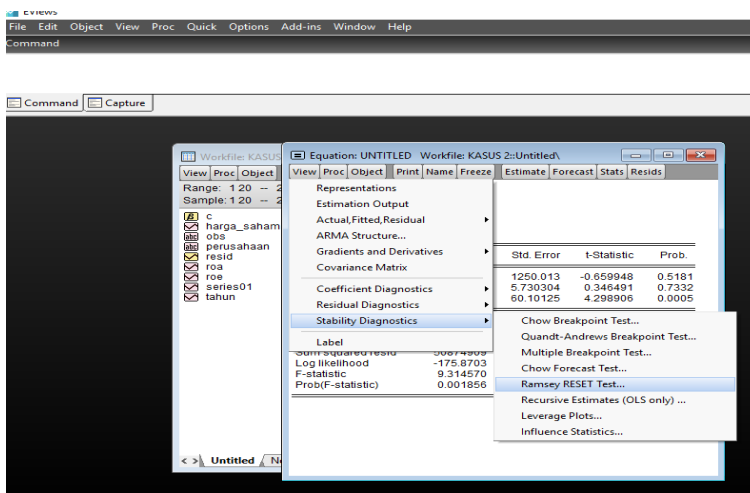 EViews
File Edit Object View Proc Quick Options Add-ins Window Help
Command
Command Capture
Workfile: KASUS
View Proc Object
Range: 1 20 -- 2
Sample: 1 20 -- 2
c
harga_saham
obs
perusahaan
resid
roa
roe
series01
tahun
Untitled
Equation: UNTITLED Workfile: KASUS 2::Untitled\
View Proc Object Print Name Freeze Estimate Forecast Stats Resids
Representations
Estimation Output
Actual,Fitted,Residual
ARMA Structure...
Gradients and Derivatives
Covariance Matrix
Coefficient Diagnostics
Residual Diagnostics
Stability Diagnostics
Label
Std. Error t-Statistic Prob.
1250.013 -0.659948 0.5181
5.730304 0.346491 0.7332
60.10125 4.298906 0.0005
Sum squared resid 50874909
Log likelihood -175.8703
F-statistic 9.314570
Prob(F-statistic) 0.001856
Chow Breakpoint Test...
Quandt-Andrews Breakpoint Test...
Multiple Breakpoint Test...
Chow Forecast Test...
Ramsey RESET Test...
Recursive Estimates (OLS only) ...
Leverage Plots...
Influence Statistics...